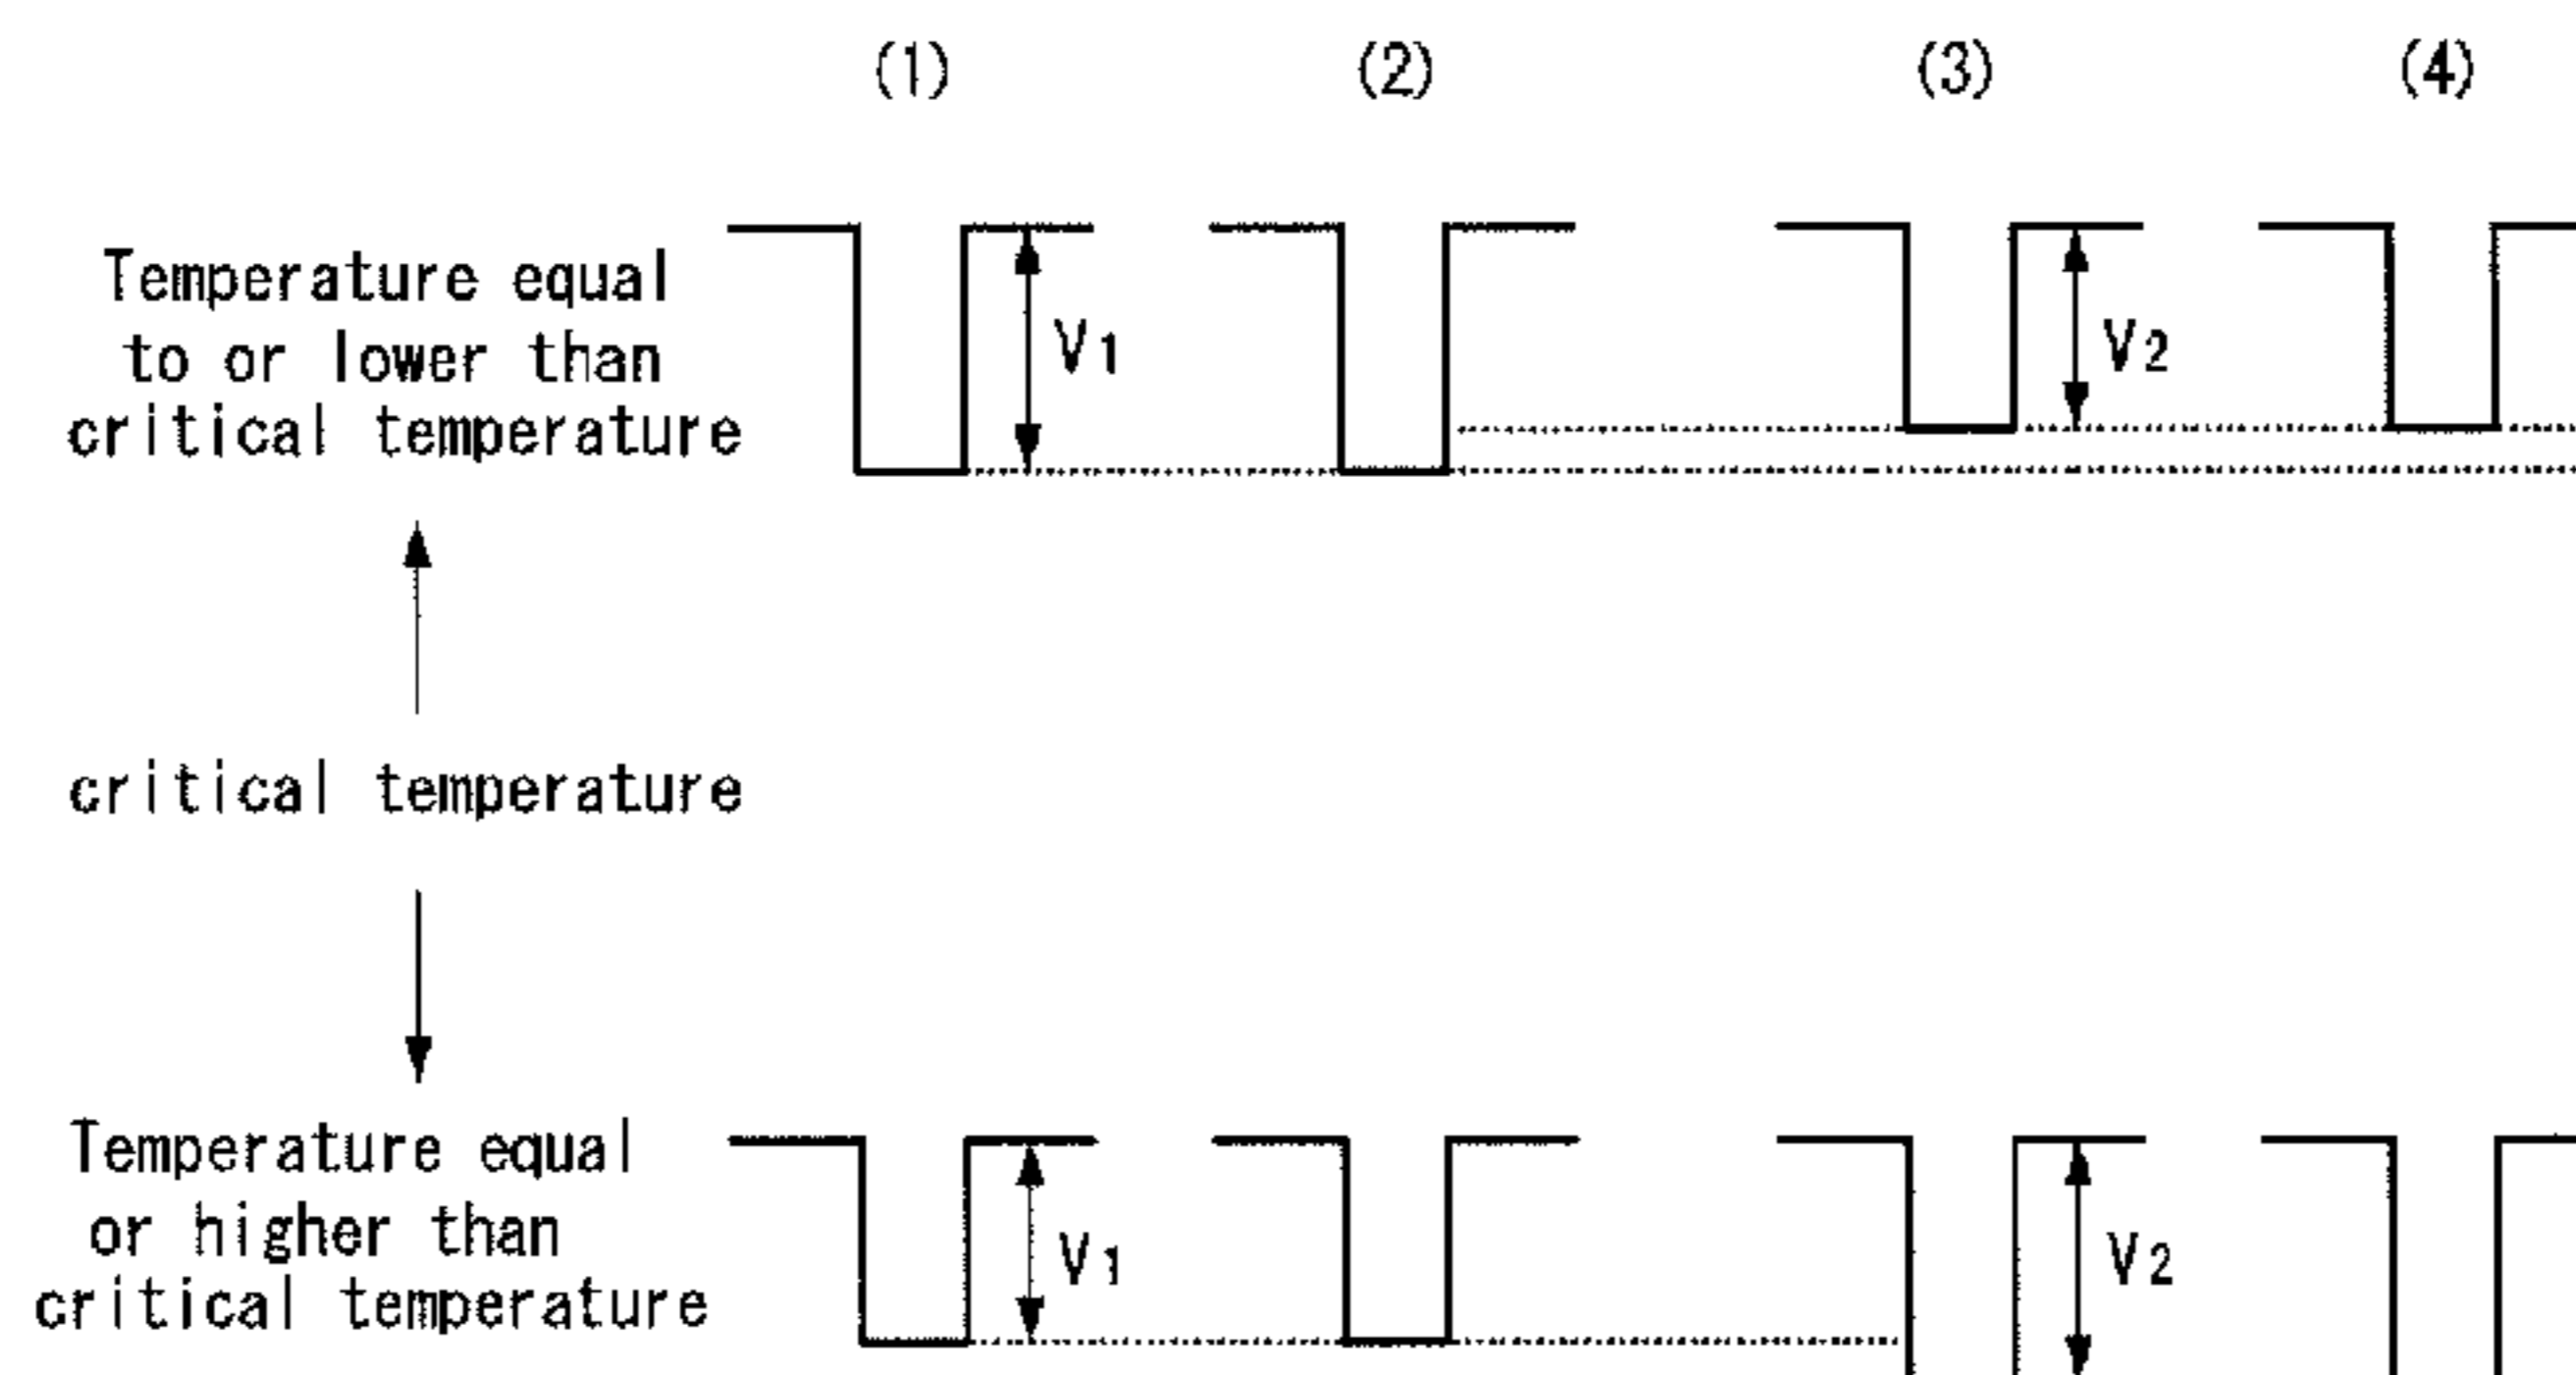 (1) (2) (3) (4)
Temperature equal
to or lower than
critical temperature
V1 V2
critical temperature
Temperature equal
or higher than
critical temperature
V1 V2